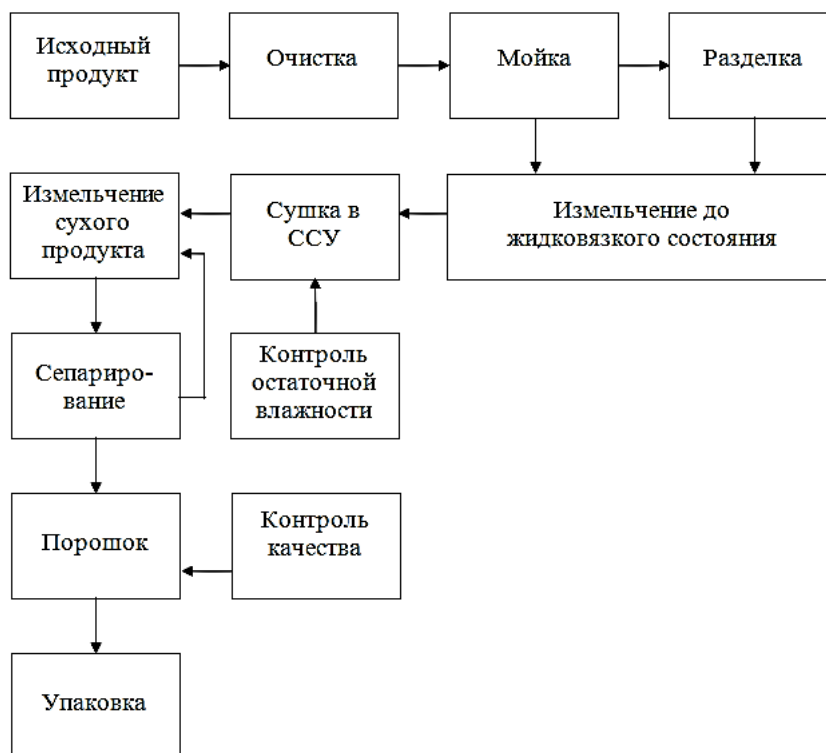 Исходный
продукт
Очистка
Мойка
Разделка
Измельчение
сухого
продукта
Сушка в
ССУ
Измельчение до
жидковязкого состояния
Сепариро-
вание
Контроль
остаточной
влажности
Порошок
Контроль
качества
Упаковка